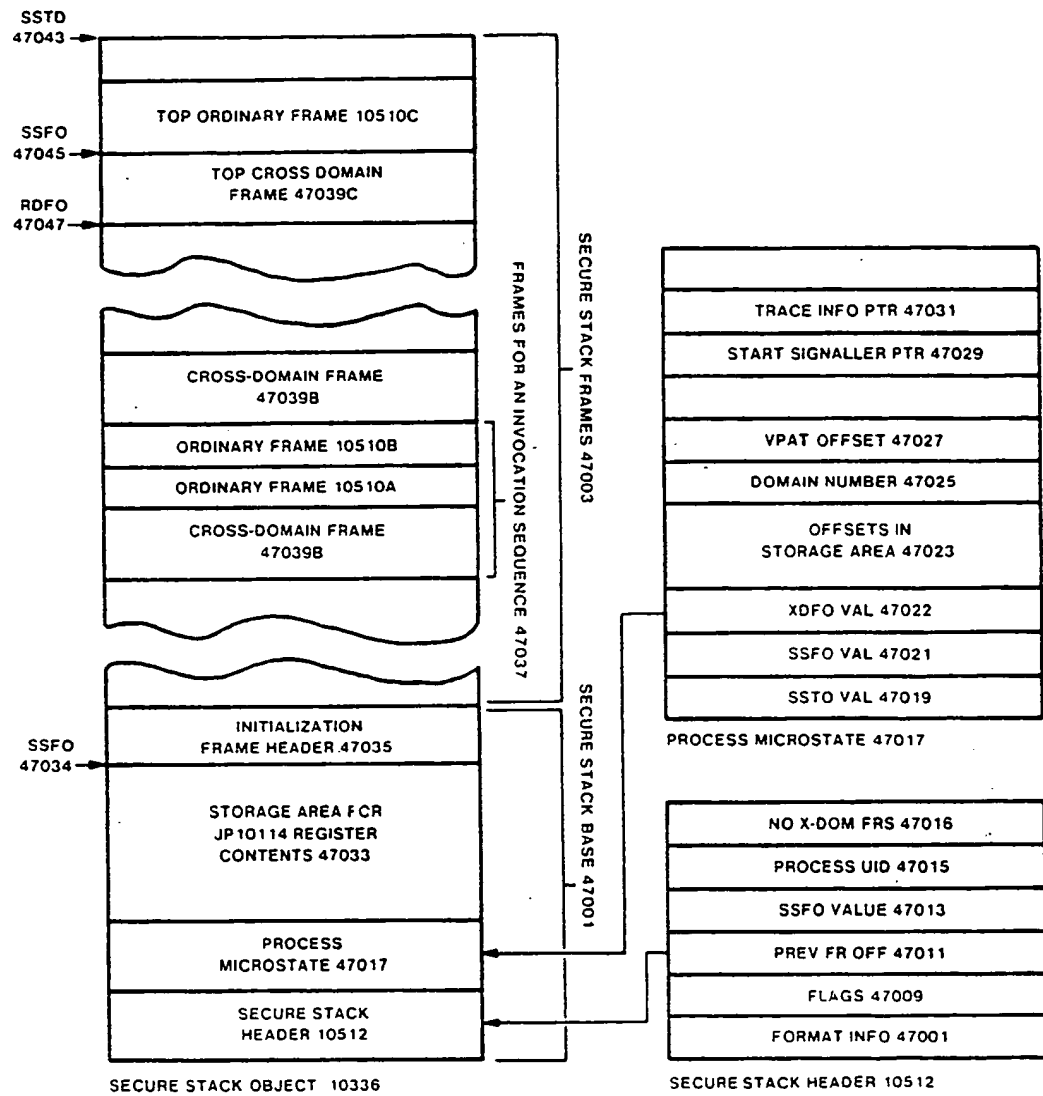 SSTD
47043
TOP ORDINARY FRAME 10510C
SSFO
47045
TOP CROSS DOMAIN
FRAME 47039C
RDFO
47047
CROSS-DOMAIN FRAME
47039B
ORDINARY FRAME 10510B
ORDINARY FRAME 10510A
CROSS-DOMAIN FRAME
47039B
FRAMES FOR AN INVOCATION SEQUENCE 47037
SECURE STACK FRAMES 47003
INITIALIZATION
FRAME HEADER 47035
SSFO
47034
STORAGE AREA FCR
JP10114 REGISTER
CONTENTS 47033
PROCESS
MICROSTATE 47017
SECURE STACK
HEADER 10512
SECURE STACK BASE 47001
SECURE STACK OBJECT 10336
TRACE INFO PTR 47031
START SIGNALLER PTR 47029
VPAT OFFSET 47027
DOMAIN NUMBER 47025
OFFSETS IN
STORAGE AREA 47023
XDFO VAL 47022
SSFO VAL 47021
SSTO VAL 47019
PROCESS MICROSTATE 47017
NO X-DOM FRS 47016
PROCESS UID 47015
SSFO VALUE 47013
PREV FR OFF 47011
FLAGS 47009
FORMAT INFO 47001
SECURE STACK HEADER 10512